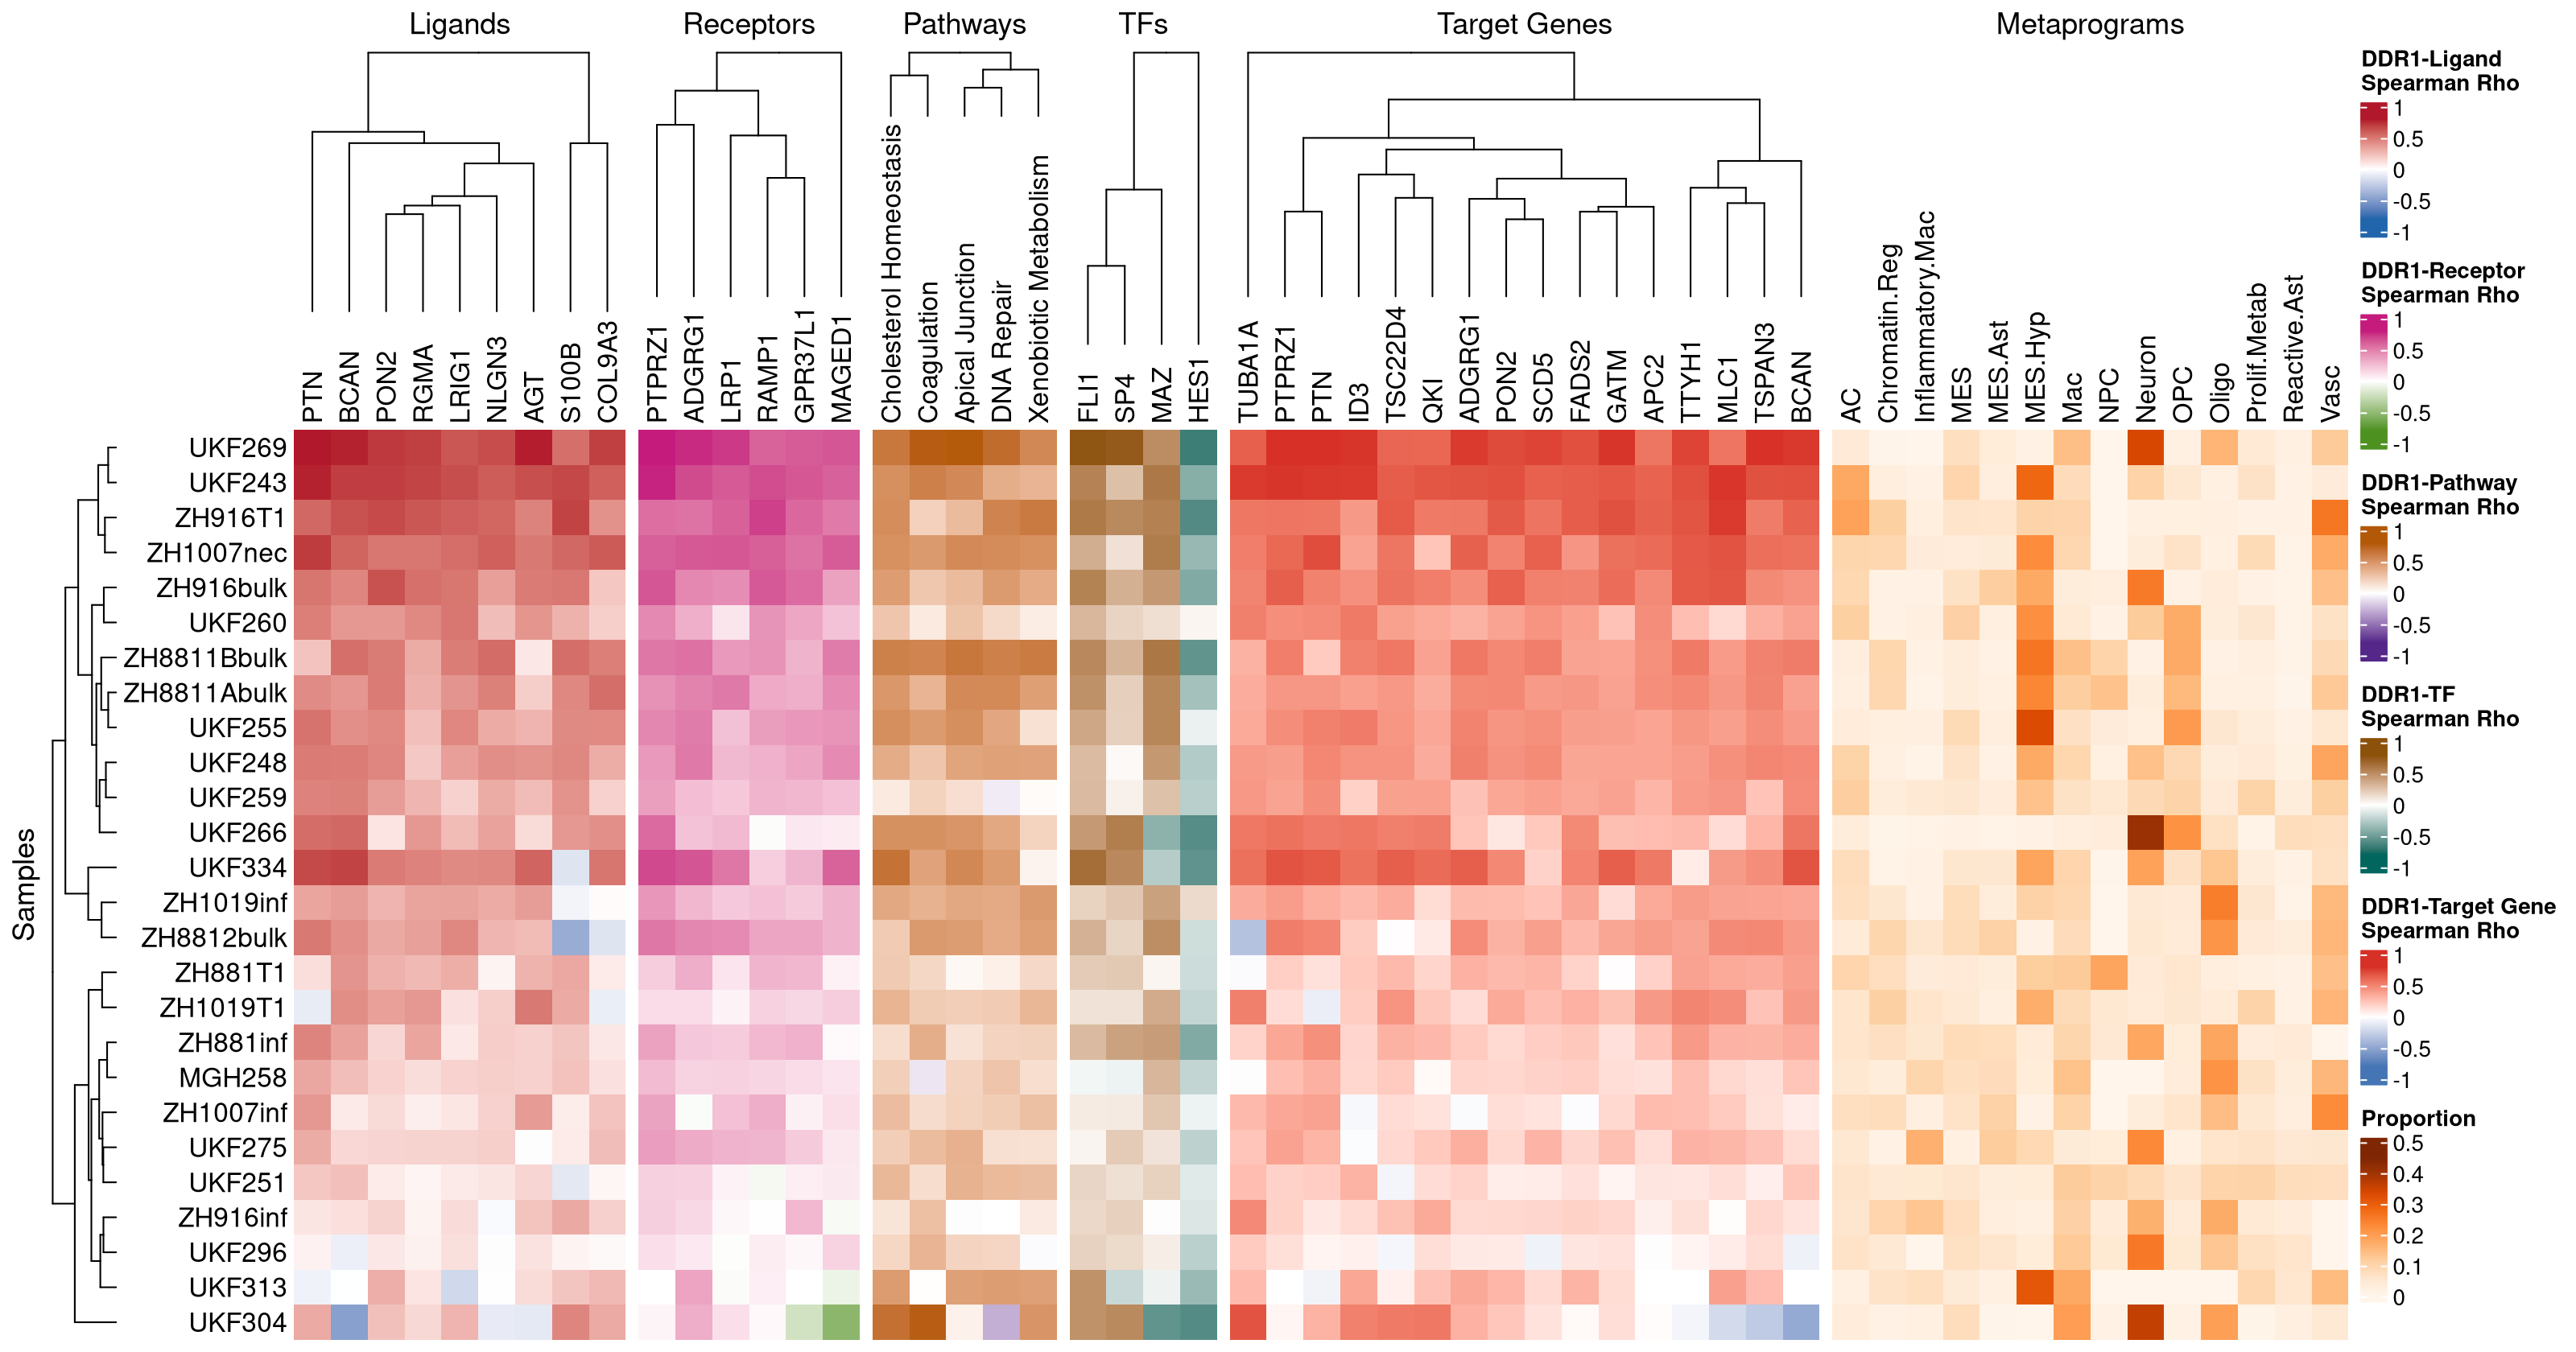 Ligands
Receptors
Pathways
TFs
Target Genes
Metaprograms
PTN
BCAN
PON2
RGMA
LRIG1
NLGN3
AGT
S100B
COL9A3
PTPRZ1
ADGRG1
LRP1
RAMP1
GPR37L1
MAGED1
Cholesterol Homeostasis
Coagulation
Apical Junction
DNA Repair
Xenobiotic Metabolism
FLI1
SP4
MAZ
HES1
TUBA1A
PTPRZ1
PTN
ID3
TSC22D4
QKI
ADGRG1
PON2
SCD5
FADS2
GATM
APC2
TTYH1
MLC1
TSPAN3
BCAN
AC
Chromatin.Reg
Inflammatory.Mac
MES
MES.Ast
MES.Hyp
Mac
NPC
Neuron
OPC
Oligo
Prolif.Metab
Reactive.Ast
Vasc
Samples
UKF269
UKF243
ZH916T1
ZH1007nec
ZH916bulk
UKF260
ZH8811Bbulk
ZH8811Abulk
UKF255
UKF248
UKF259
UKF266
UKF334
ZH1019inf
ZH8812bulk
ZH881T1
ZH1019T1
ZH881inf
MGH258
ZH1007inf
UKF275
UKF251
ZH916inf
UKF296
UKF313
UKF304
DDR1-Ligand
Spearman Rho
1
0.5
0
-0.5
-1
DDR1-Receptor
Spearman Rho
1
0.5
0
-0.5
-1
DDR1-Pathway
Spearman Rho
1
0.5
0
-0.5
-1
DDR1-TF
Spearman Rho
1
0.5
0
-0.5
-1
DDR1-Target Gene
Spearman Rho
1
0.5
0
-0.5
-1
Proportion
0.5
0.4
0.3
0.2
0.1
0